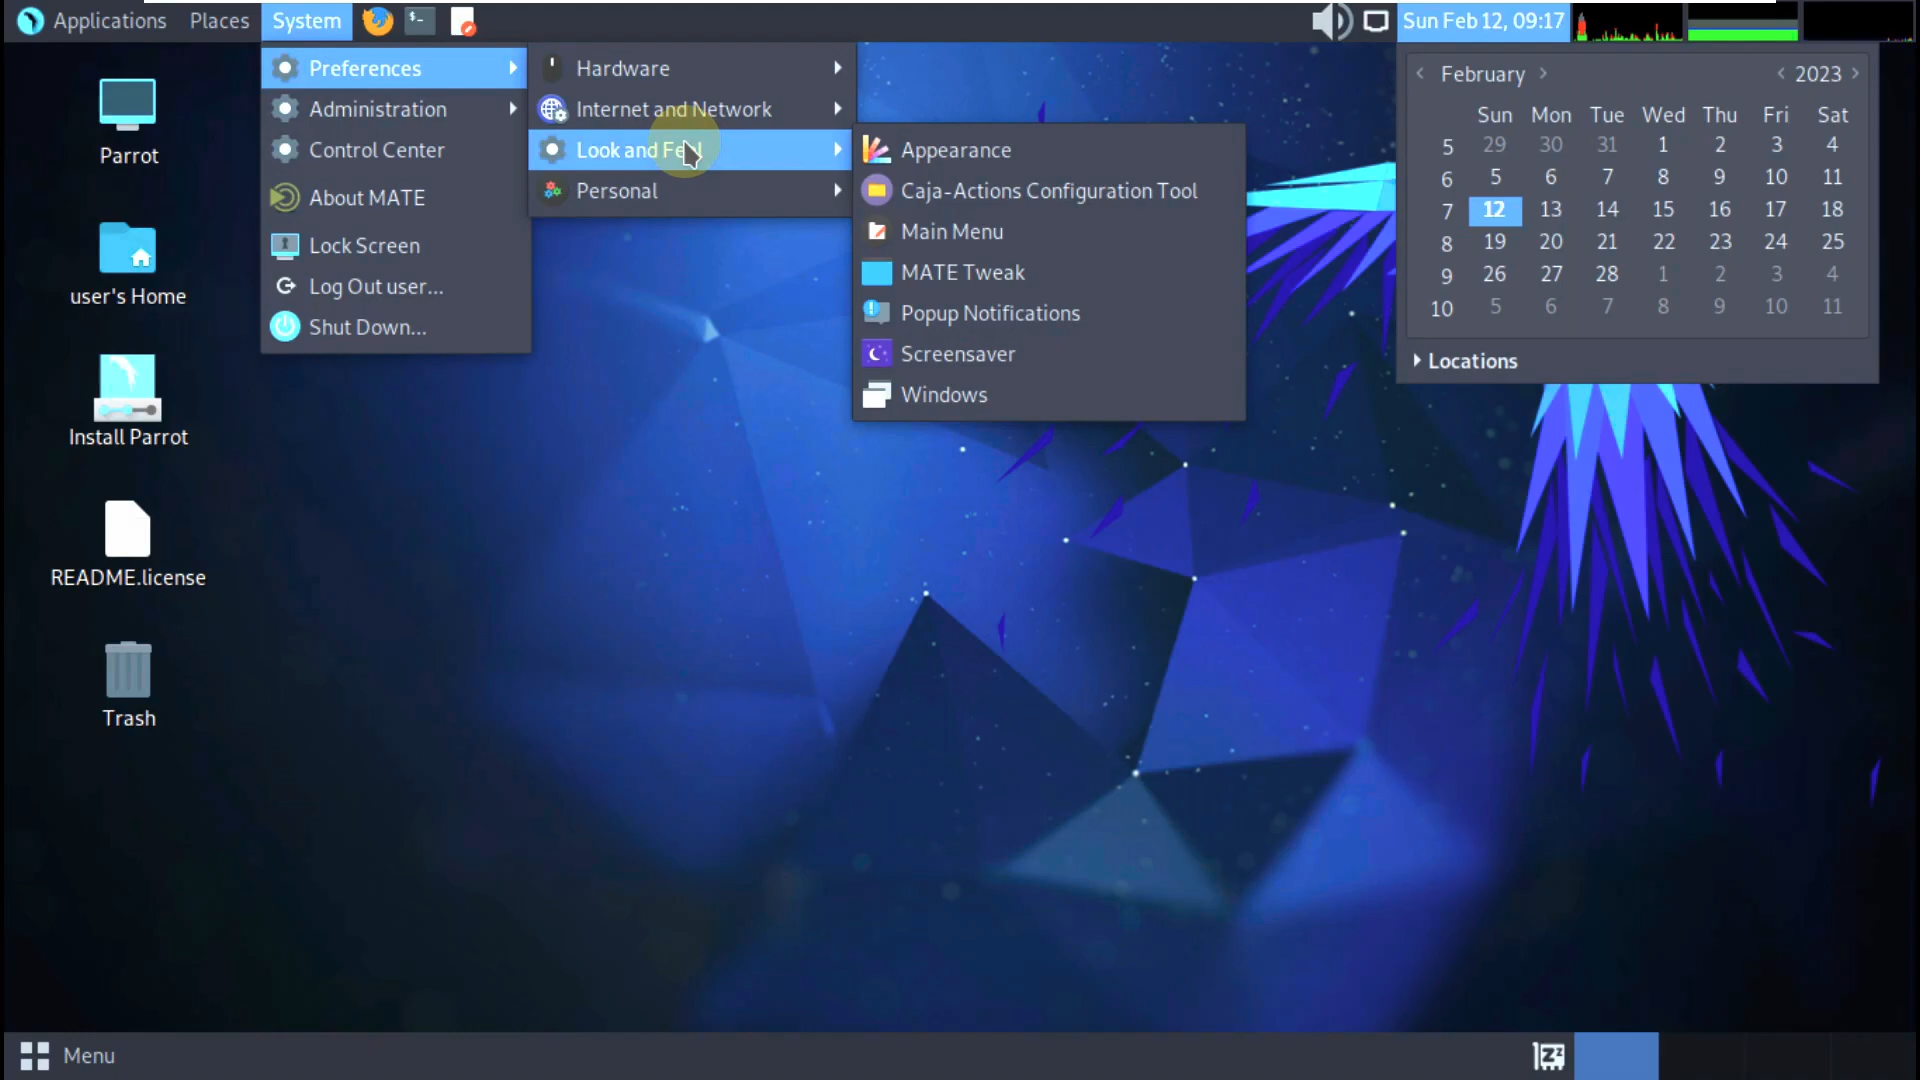 Applications Places System Sun Feb 12, 09:17
Preferences
Administration
Control Center
About MATE
Lock Screen
Log Out user...
Shut Down...
Hardware
Internet and Network
Look and Feel
Personal
Appearance
Caja-Actions Configuration Tool
Main Menu
MATE Tweak
Popup Notifications
Screensaver
Windows
February 2023
Sun Mon Tue Wed Thu Fri Sat
5 29 30 31 1 2 3 4
6 5 6 7 8 9 10 11
7 12 13 14 15 16 17 18
8 19 20 21 22 23 24 25
9 26 27 28 1 2 3 4
10 5 6 7 8 9 10 11
Locations
Parrot
user's Home
Install Parrot
README.license
Trash
Menu